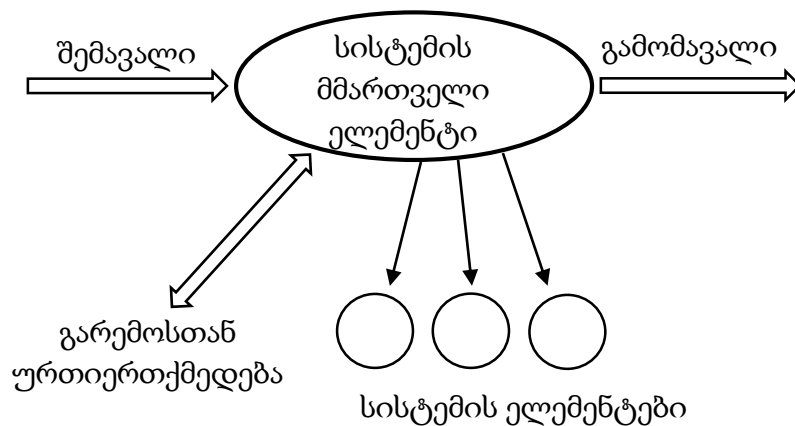 შემავალი
სისტემის
მმართველი
ელემენტი
გამომავალი
გარემოსთან
ურთიერთქმედება
სისტემის ელემენტები